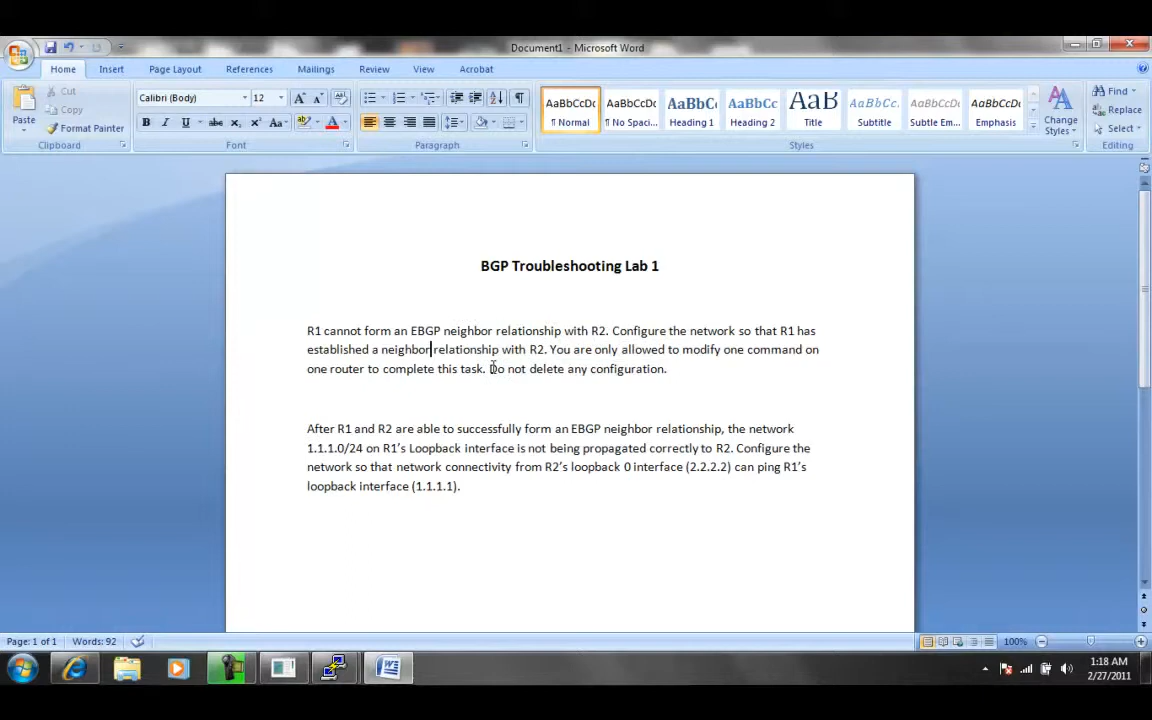 Document1 - Microsoft Word
Home Insert Page Layout References Mailings Review View Acrobat
Cut
Copy
Format Painter
Paste
Calibri (Body) 12
AaBbCcDc AaBbCcDc AaBbC AaBbCc AaB AaBbCc. AaBbCcDc AaBbCcDc
¶ Normal ¶ No Spaci... Heading 1 Heading 2 Title Subtitle Subtle Em... Emphasis
Change Styles
Find
Replace
Select
Clipboard Font Paragraph Styles Editing
BGP Troubleshooting Lab 1
R1 cannot form an EBGP neighbor relationship with R2. Configure the network so that R1 has
established a neighbor relationship with R2. You are only allowed to modify one command on
one router to complete this task. Do not delete any configuration.
After R1 and R2 are able to successfully form an EBGP neighbor relationship, the network
1.1.1.0/24 on R1's Loopback interface is not being propagated correctly to R2. Configure the
network so that network connectivity from R2's loopback 0 interface (2.2.2.2) can ping R1's
loopback interface (1.1.1.1).
Page: 1 of 1 Words: 92 100%
1:18 AM
2/27/2011